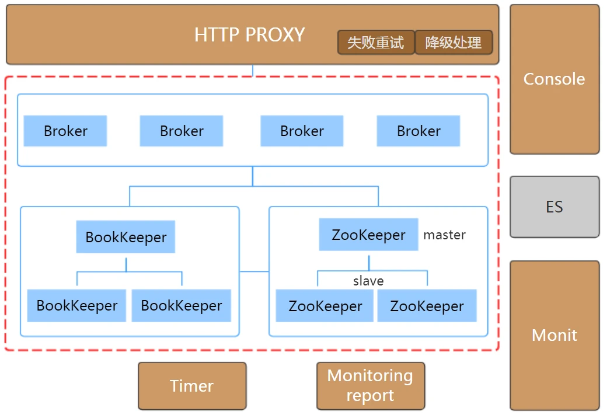 HTTP PROXY
失败重试
降级处理
Console
Broker
Broker
Broker
Broker
ES
BookKeeper
ZooKeeper
master
slave
BookKeeper
BookKeeper
ZooKeeper
ZooKeeper
Monit
Timer
Monitoring
report